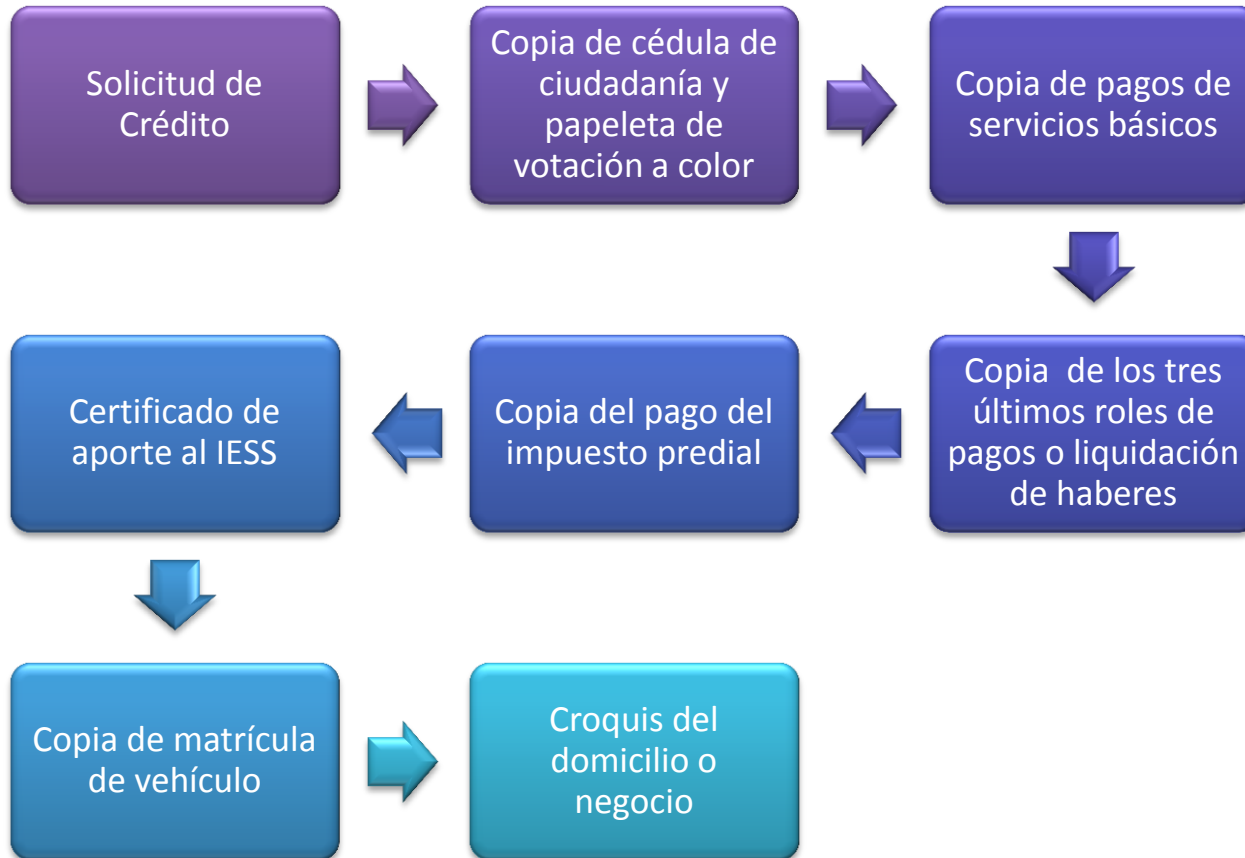 Solicitud de
Crédito
Copia de cédula de
ciudadanía y
papeleta de
votación a color
Copia de pagos de
servicios básicos
Copia de los tres
últimos roles de
pagos o liquidación
de haberes
Copia del pago del
impuesto predial
Certificado de
aporte al IESS
Copia de matrícula
de vehículo
Croquis del
domicilio o
negocio